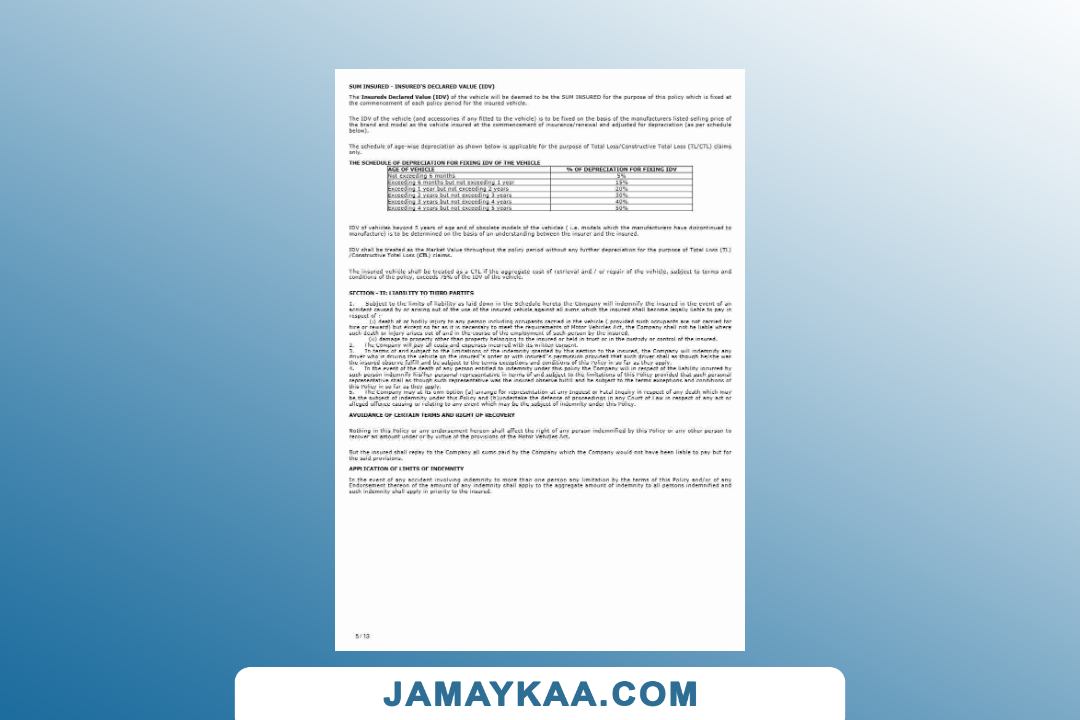 SUM INSURED - INSURED'S DECLARED VALUE (IDV)
The Insureds Declared Value (IDV) of the vehicle will be deemed to be the SUM INSURED for the purpose of this policy which is fixed at
the commencement of each policy period for the insured vehicle.
The IDV of the vehicle (and accessories if any fitted to the vehicle) is to be fixed on the basis of the manufacturers listed selling price of
the brand and model as the vehicle insured at the commencement of insurance/renewal and adjusted for depreciation (as per schedule
below).
The schedule of age-wise depreciation as shown below is applicable for the purpose of Total Loss/Constructive Total Loss (TL/CTL) claims
only.
THE SCHEDULE OF DEPRECIATION FOR FIXING IDV OF THE VEHICLE
AGE OF VEHICLE % OF DEPRECIATION FOR FIXING IDV
Not exceeding 6 months 5%
Exceeding 6 months but not exceeding 1 year 15%
Exceeding 1 year but not exceeding 2 years 20%
Exceeding 2 years but not exceeding 3 years 30%
Exceeding 3 years but not exceeding 4 years 40%
Exceeding 4 years but not exceeding 5 years 50%
IDV of vehicles beyond 5 years of age and of obsolete models of the vehicles ( i.e. models which the manufacturers have discontinued to
manufacture) is to be determined on the basis of an understanding between the insurer and the insured.
IDV shall be treated as the Market Value throughout the policy period without any further depreciation for the purpose of Total Loss (TL)
/Constructive Total Loss (CTL) claims.
The insured vehicle shall be treated as a CTL if the aggregate cost of retrieval and / or repair of the vehicle, subject to terms and
conditions of the policy, exceeds 75% of the IDV of the vehicle.
SECTION - II: LIABILITY TO THIRD PARTIES
1. Subject to the limits of liability as laid down in the Schedule hereto the Company will indemnify the insured in the event of an
accident caused by or arising out of the use of the insured vehicle against all sums which the insured shall become legally liable to pay in
respect of :
(i) death of or bodily injury to any person including occupants carried in the vehicle ( provided such occupants are not carried for
hire or reward) but except so far as it is necessary to meet the requirements of Motor Vehicles Act, the Company shall not be liable where
such death or injury arises out of and in the course of the employment of such person by the insured.
(ii) damage to property other than property belonging to the insured or held in trust or in the custody or control of the insured.
2. The Company will pay all costs and expenses incurred with its written consent.
3. In terms of and subject to the limitations of the indemnity granted by this section to the insured, the Company will indemnify any
driver who is driving the vehicle on the insured's order or with insured's permission provided that such driver shall as though he/she was
the insured observe fulfill and be subject to the terms exceptions and conditions of this Policy in so far as they apply.
4. In the event of the death of any person entitled to indemnity under this policy the Company will in respect of the liability incurred by
such person indemnify his/her personal representative in terms of and subject to the limitations of this Policy provided that such personal
representative shall as though such representative was the insured observe fulfill and be subject to the terms exceptions and conditions of
this Policy in so far as they apply.
5. The Company may at its own option (a) arrange for representation at any Inquest or Fatal Inquiry in respect of any death which may
be the subject of indemnity under this Policy and (b)undertake the defense of proceedings in any Court of Law in respect of any act or
alleged offence causing or relating to any event which may be the subject of indemnity under this Policy.
AVOIDANCE OF CERTAIN TERMS AND RIGHT OF RECOVERY
Nothing in this Policy or any endorsement hereon shall affect the right of any person indemnified by this Policy or any other person to
recover an amount under or by virtue of the provisions of the Motor Vehicles Act.
But the insured shall repay to the Company all sums paid by the Company which the Company would not have been liable to pay but for
the said provisions.
APPLICATION OF LIMITS OF INDEMNITY
In the event of any accident involving indemnity to more than one person any limitation by the terms of this Policy and/or of any
Endorsement thereon of the amount of any indemnity shall apply to the aggregate amount of indemnity to all persons indemnified and
such indemnity shall apply in priority to the insured.
5 / 13
JAMAYKAA.COM